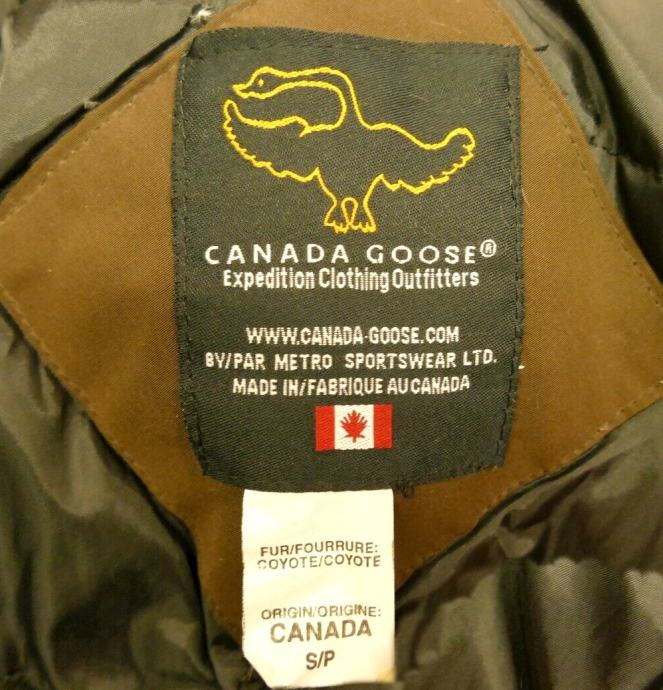 CANADA GOOSE®
Expedition Clothing Outfitters
WWW.CANADA-GOOSE.COM
BY/PAR METRO SPORTSWEAR LTD.
MADE IN/FABRIQUE AU CANADA
FUR/FOURRURE:
COYOTE/COYOTE
ORIGIN/ORIGINE:
CANADA
S/P